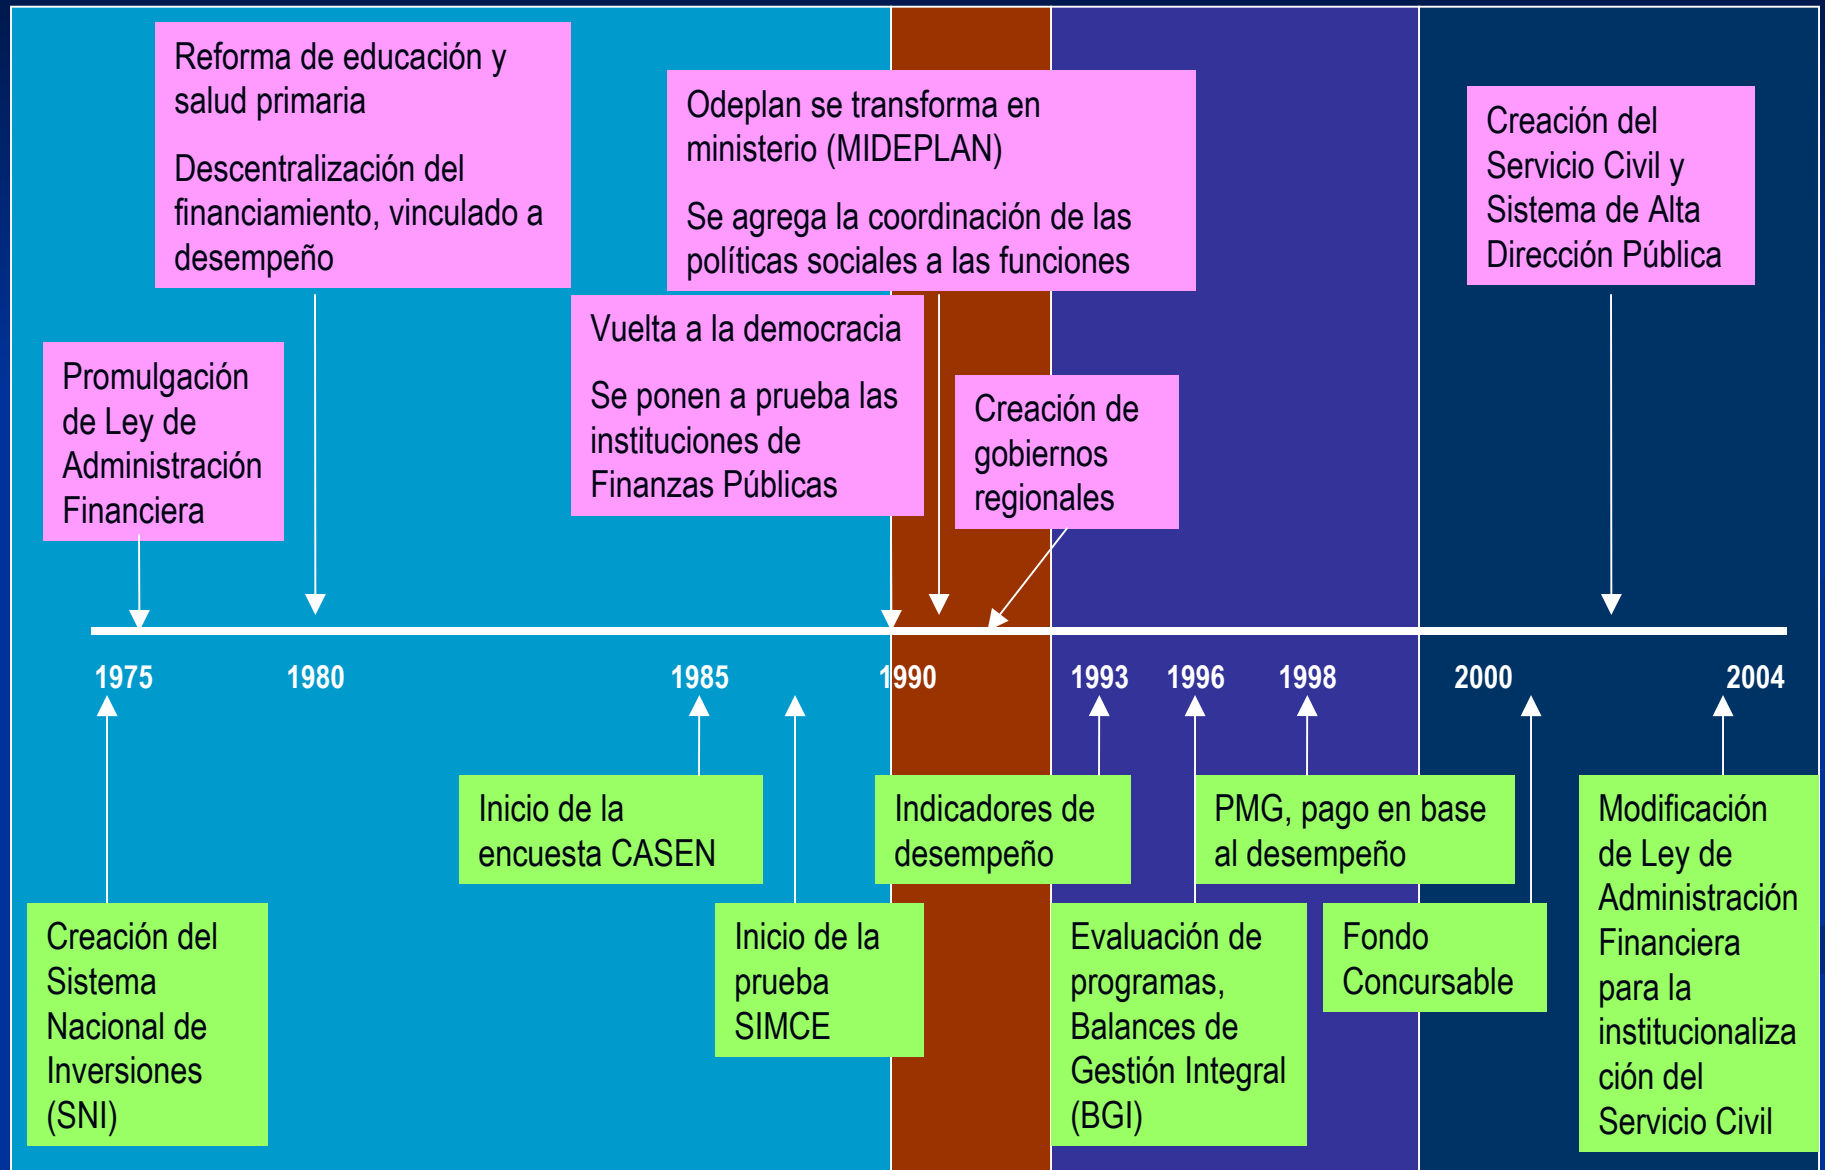 Reforma de educación y
salud primaria
Descentralización del
financiamiento, vinculado a
desempeño
Odeplan se transforma en
ministerio (MIDEPLAN)
Se agrega la coordinación de las
políticas sociales a las funciones
Creación del
Servicio Civil y
Sistema de Alta
Dirección Pública
Promulgación
de Ley de
Administración
Financiera
Vuelta a la democracia
Se ponen a prueba las
instituciones de
Finanzas Públicas
Creación de
gobiernos
regionales
1975 1980 1985 1990 1993 1996 1998 2000 2004
Inicio de la
encuesta CASEN
Indicadores de
desempeño
PMG, pago en base
al desempeño
Modificación
de Ley de
Administración
Financiera
para la
institucionaliza
ción del
Servicio Civil
Creación del
Sistema
Nacional de
Inversiones
(SNI)
Inicio de la
prueba
SIMCE
Evaluación de
programas,
Balances de
Gestión Integral
(BGI)
Fondo
Concursable